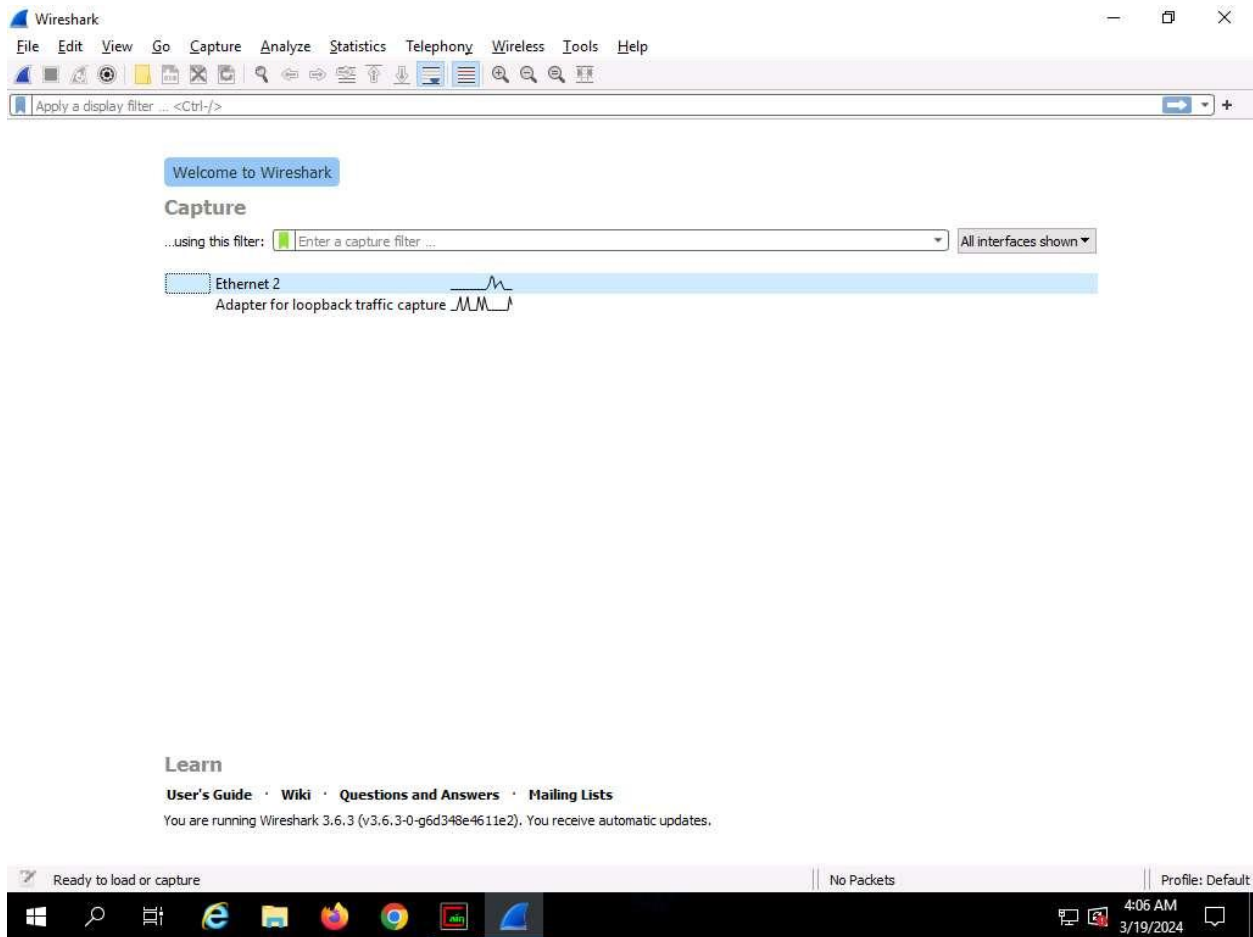 Wireshark
File Edit View Go Capture Analyze Statistics Telephony Wireless Tools Help
Apply a display filter ... <Ctrl-/>
Welcome to Wireshark
Capture
...using this filter: Enter a capture filter ... All interfaces shown
Ethernet 2
Adapter for loopback traffic capture
Learn
User's Guide · Wiki · Questions and Answers · Mailing Lists
You are running Wireshark 3.6.3 (v3.6.3-0-g6d348e4611e2). You receive automatic updates.
Ready to load or capture No Packets Profile: Default
4:06 AM
3/19/2024